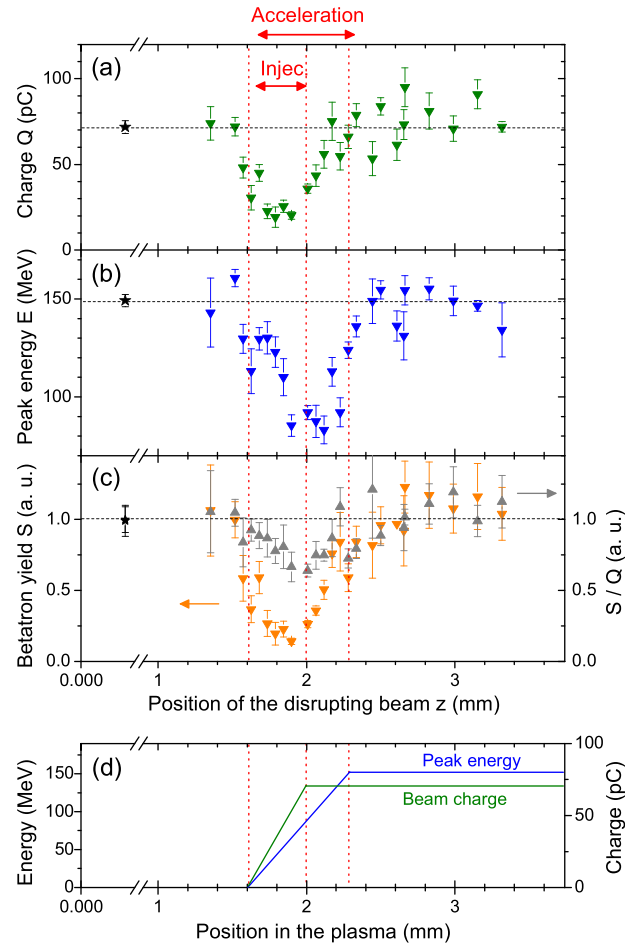 Acceleration
Injec
(a)
Charge Q (pC)
100
50
0
(b)
Peak energy E (MeV)
150
100
(c)
Betatron yield S (a. u.)
1.0
0.5
0.0
S / Q (a. u.)
1.0
0.5
0.0
0.000 1 2 3
Position of the disrupting beam z (mm)
(d)
Energy (MeV)
150
100
50
0
Peak energy
Beam charge
Charge (pC)
100
50
0
0.000 1 2 3
Position in the plasma (mm)